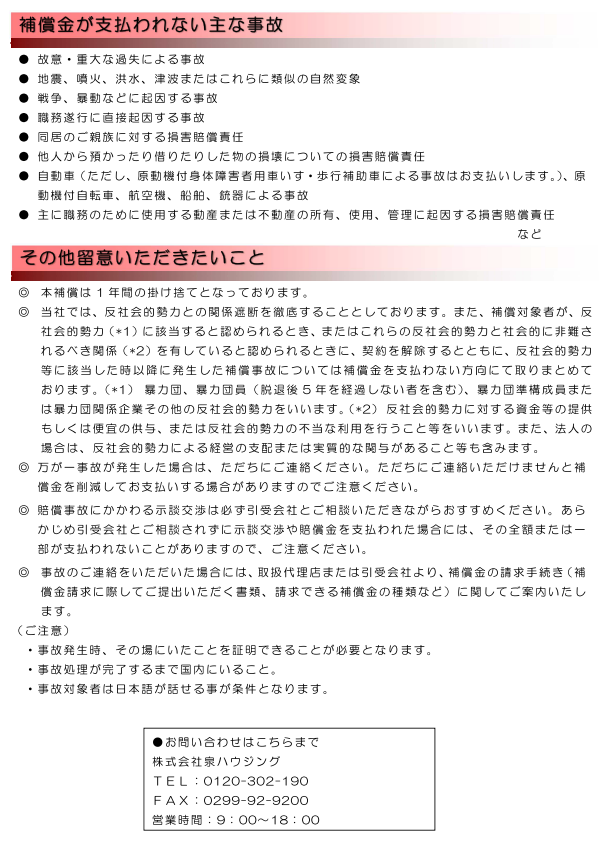 補償金が支払われない主な事故
● 故意・重大な過失による事故
● 地震、噴火、洪水、津波またはこれらに類似の自然変象
● 戦争、暴動などに起因する事故
● 職務遂行に直接起因する事故
● 同居のご親族に対する損害賠償責任
● 他人から預かったり借りたりした物の損壊についての損害賠償責任
● 自動車（ただし、原動機付身体障害者用車いす・歩行補助車による事故はお支払いします。）、原
動機付自転車、航空機、船舶、銃器による事故
● 主に職務のために使用する動産または不動産の所有、使用、管理に起因する損害賠償責任
など
その他留意いただきたいこと
◎ 本補償は１年間の掛け捨てとなっております。
◎ 当社では、反社会的勢力との関係遮断を徹底することとしております。また、補償対象者が、反
社会的勢力（*1）に該当すると認められるとき、またはこれらの反社会的勢力と社会的に非難さ
れるべき関係（*2）を有していると認められるときに、契約を解除するとともに、反社会的勢力
等に該当した時以降に発生した補償事故については補償金を支払わない方向にて取りまとめて
おります。（*1） 暴力団、暴力団員（脱退後５年を経過しない者を含む）、暴力団準構成員また
は暴力団関係企業その他の反社会的勢力をいいます。（*2） 反社会的勢力に対する資金等の提供
もしくは便宜の供与、または反社会的勢力の不当な利用を行うこと等をいいます。また、法人の
場合は、反社会的勢力による経営の支配または実質的な関与があること等も含みます。
◎ 万が一事故が発生した場合は、ただちにご連絡ください。ただちにご連絡いただけませんと補
償金を削減してお支払いする場合がありますのでご注意ください。
◎ 賠償事故にかかわる示談交渉は必ず引受会社とご相談いただきながらおすすめください。あら
かじめ引受会社とご相談されずに示談交渉や賠償金を支払われた場合には、その全額または一
部が支払われないことがありますので、ご注意ください。
◎ 事故のご連絡をいただいた場合には、取扱代理店または引受会社より、補償金の請求手続き（補
償金請求に際してご提出いただく書類、請求できる補償金の種類など）に関してご案内いたし
ます。
（ご注意）
・事故発生時、その場にいたことを証明できることが必要となります。
・事故処理が完了するまで国内にいること。
・事故対象者は日本語が話せる事が条件となります。
●お問い合わせはこちらまで
株式会社泉ハウジング
ＴＥＬ：0120-302-190
ＦＡＸ：0299-92-9200
営業時間：9：00～18：00